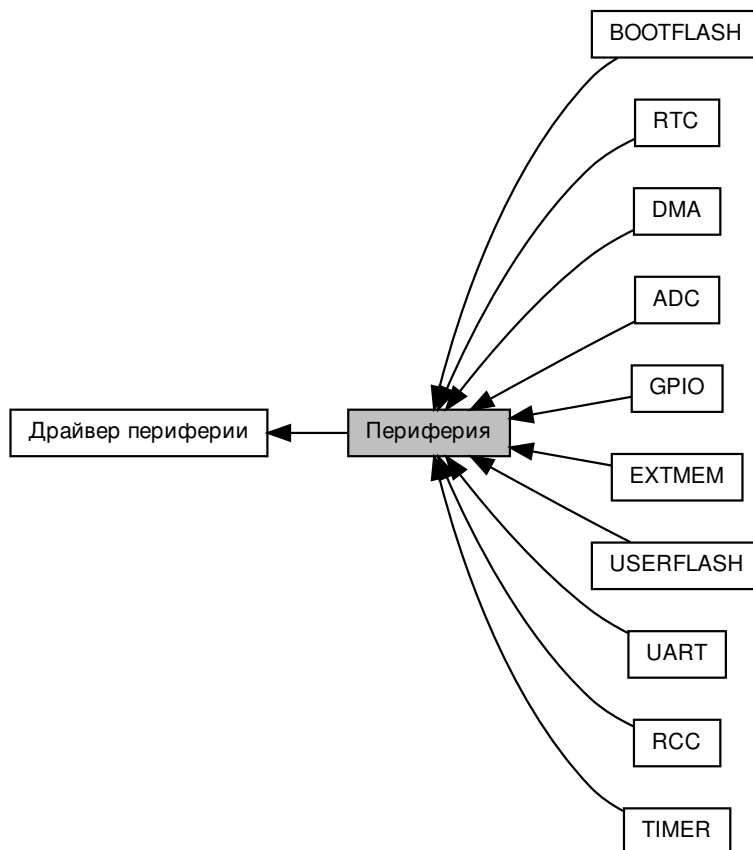 BOOTFLASH
RTC
DMA
ADC
GPIO
Драйвер периферии
Периферия
EXTMEM
USERFLASH
UART
RCC
TIMER